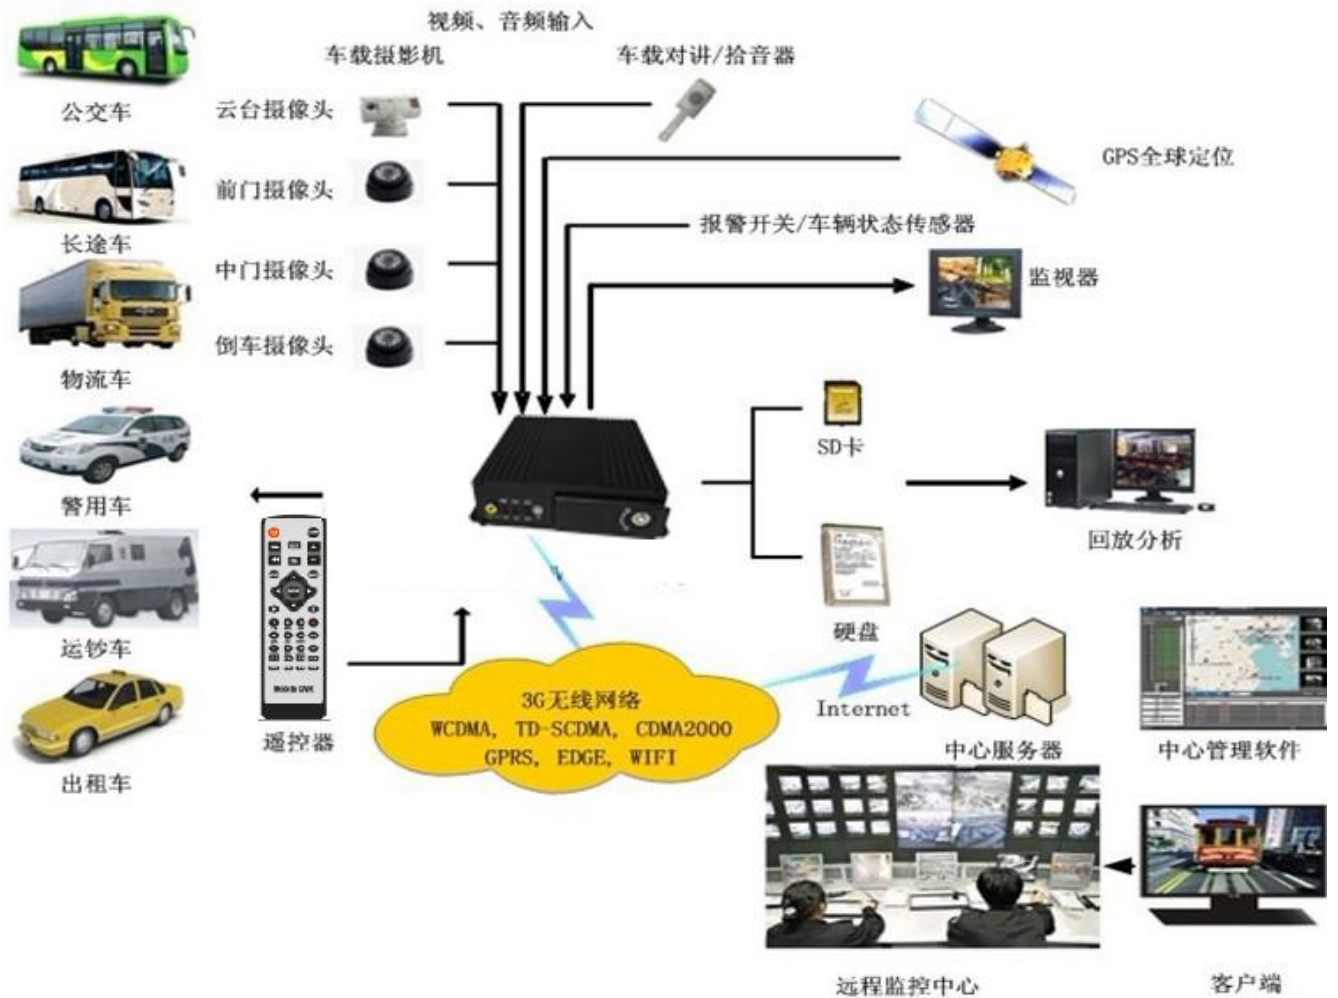 视频、音频输入
车载摄影机
车载对讲/拾音器
公交车
云台摄像头
GPS全球定位
前门摄像头
长途车
报警开关/车辆状态传感器
中门摄像头
监视器
倒车摄像头
物流车
SD卡
警用车
回放分析
硬盘
运钞车
Mobile DVR
遥控器
3G无线网络
WCDMA, TD-SCDMA, CDMA2000
GPRS, EDGE, WIFI
Internet
中心服务器
中心管理软件
出租车
远程监控中心
客户端